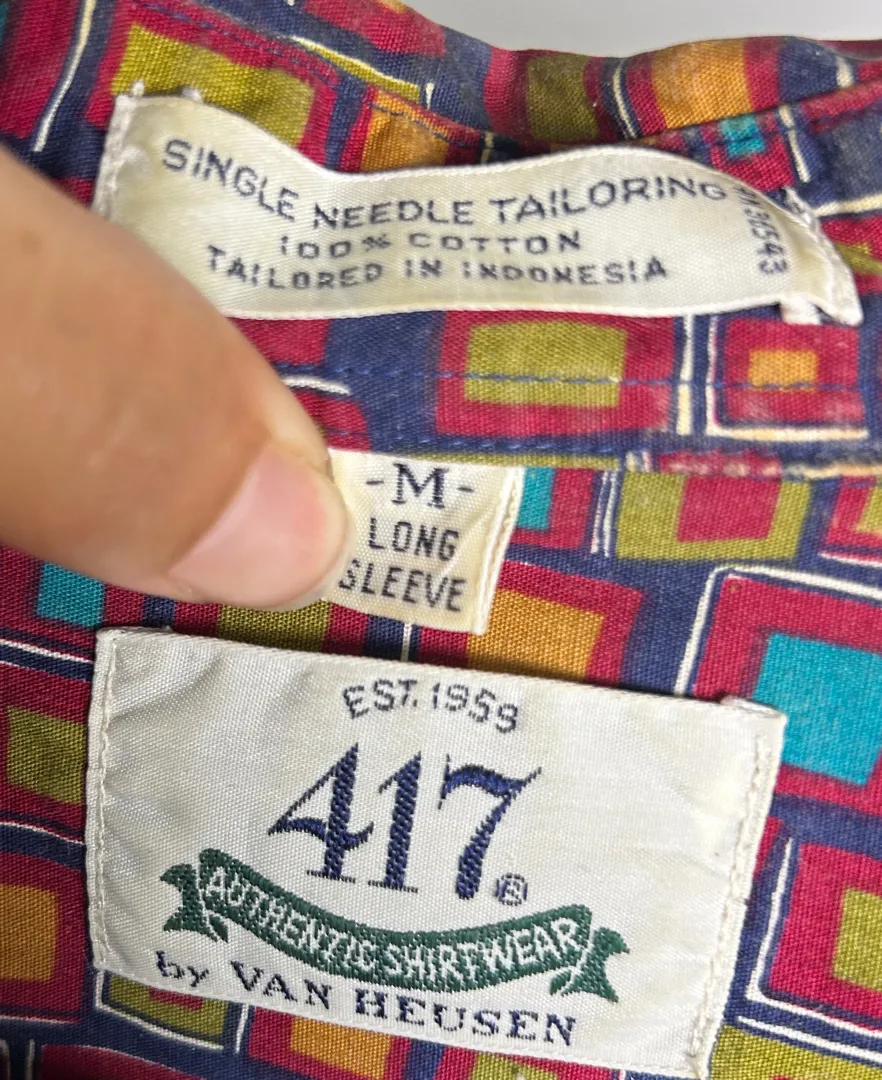 SINGLE NEEDLE TAILORING
100% COTTON
TAILORED IN INDONESIA
-M-
LONG
SLEEVE
EST. 1959
417®
AUTHENTIC SHIRTWEAR
by VAN HEUSEN